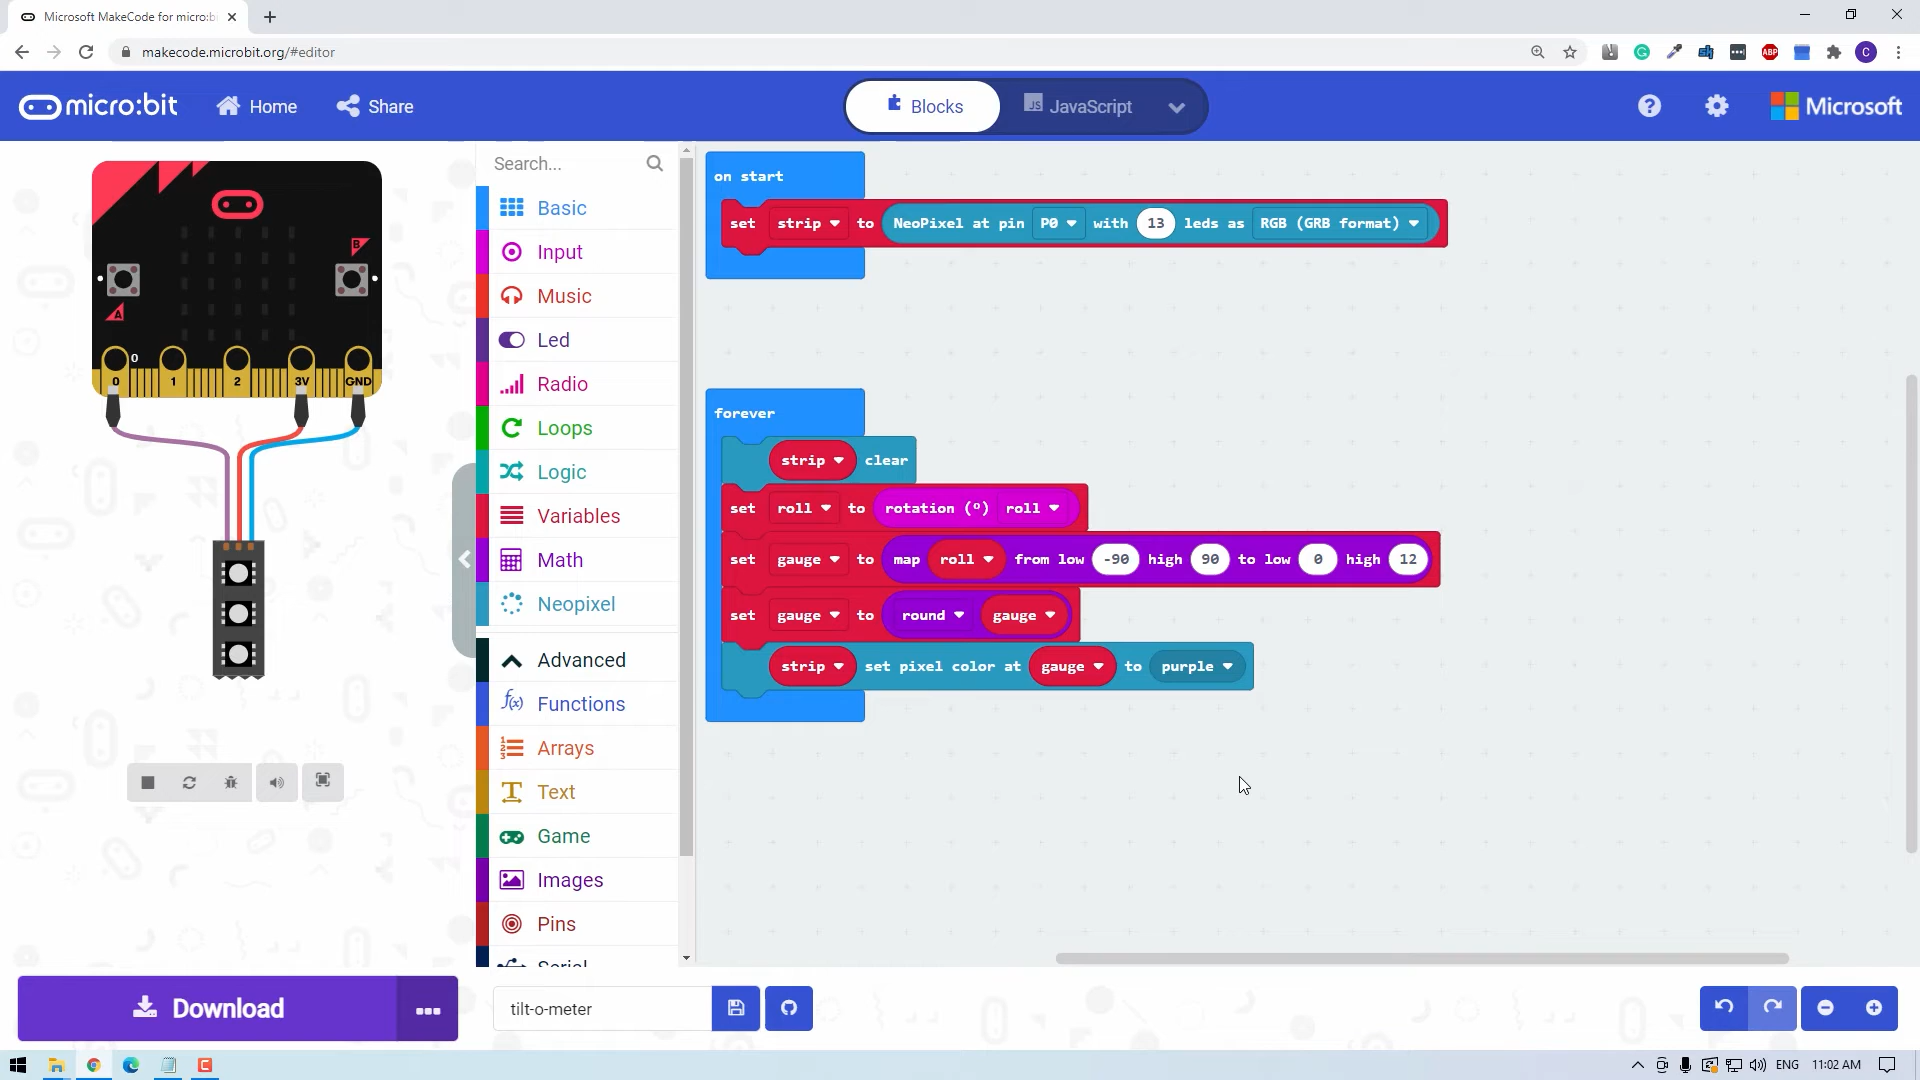 Microsoft MakeCode for micro:b
makecode.microbit.org/#editor
ABP
C
micro:bit
Home
Share
Blocks
JS
JavaScript
?
Microsoft
Search...
Basic
Input
Music
Led
Radio
Loops
Logic
Variables
Math
Neopixel
Advanced
f(x) Functions
Arrays
Text
Game
Images
Pins
Serial
A
B
0
0
1
2
3V
GND
on start
set strip to NeoPixel at pin P0 with 13 leds as RGB (GRB format)
forever
strip clear
set roll to rotation (º) roll
set gauge to map roll from low -90 high 90 to low 0 high 12
set gauge to round gauge
strip set pixel color at gauge to purple
Download
...
tilt-o-meter
ENG
11:02 AM